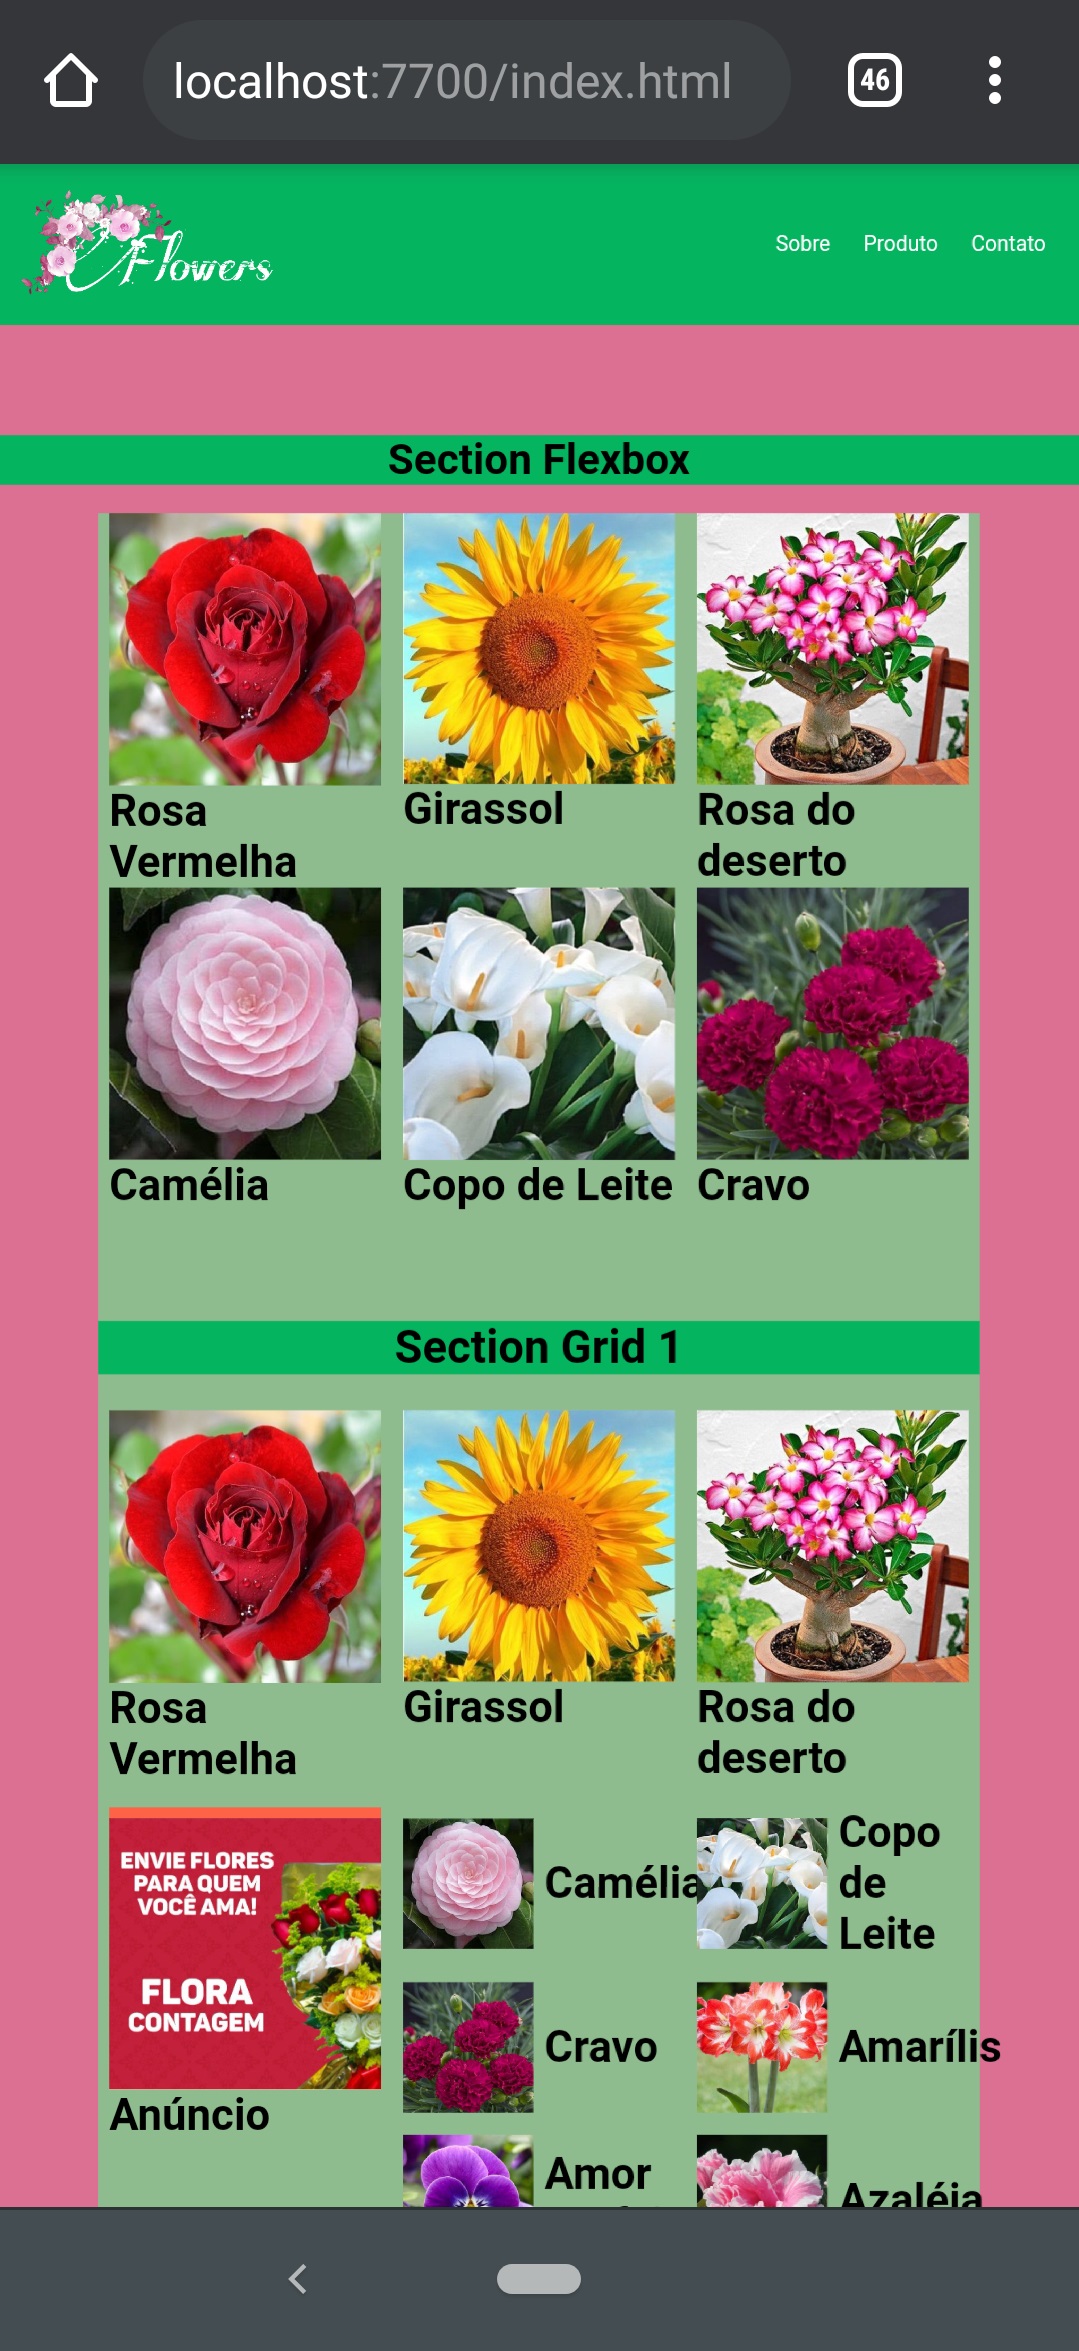 localhost:7700/index.html
46
Flowers
Sobre Produto Contato
Section Flexbox
Rosa Vermelha
Girassol
Rosa do deserto
Camélia
Copo de Leite
Cravo
Section Grid 1
Rosa Vermelha
Girassol
Rosa do deserto
ENVIE FLORES
PARA QUEM
VOCÊ AMA!
FLORA
CONTAGEM
Anúncio
Camélia
Copo
de
Leite
Cravo
Amarílis
Amor
Azaléia